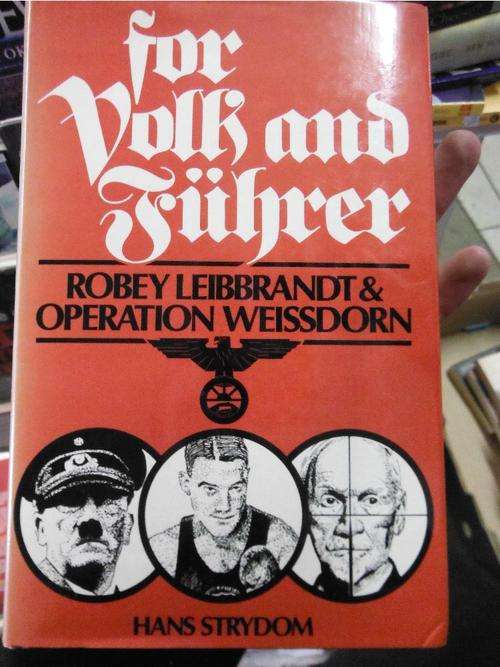 for
Volk and
Führer
ROBEY LEIBBRANDT &
OPERATION WEISSDORN
HANS STRYDOM